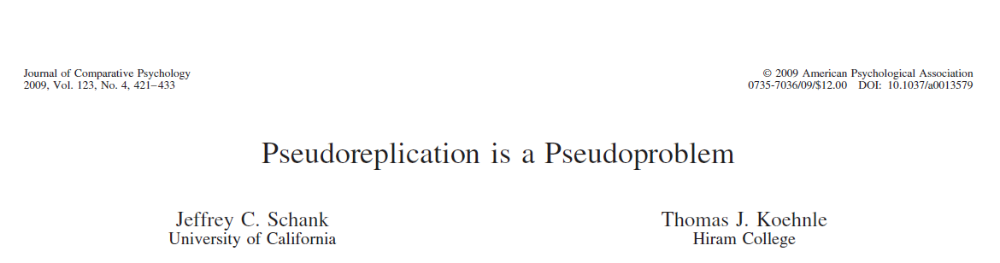 Journal of Comparative Psychology
2009, Vol. 123, No. 4, 421–433
© 2009 American Psychological Association
0735-7036/09/$12.00 DOI: 10.1037/a0013579
Pseudoreplication is a Pseudoproblem
Jeffrey C. Schank
University of California
Thomas J. Koehnle
Hiram College